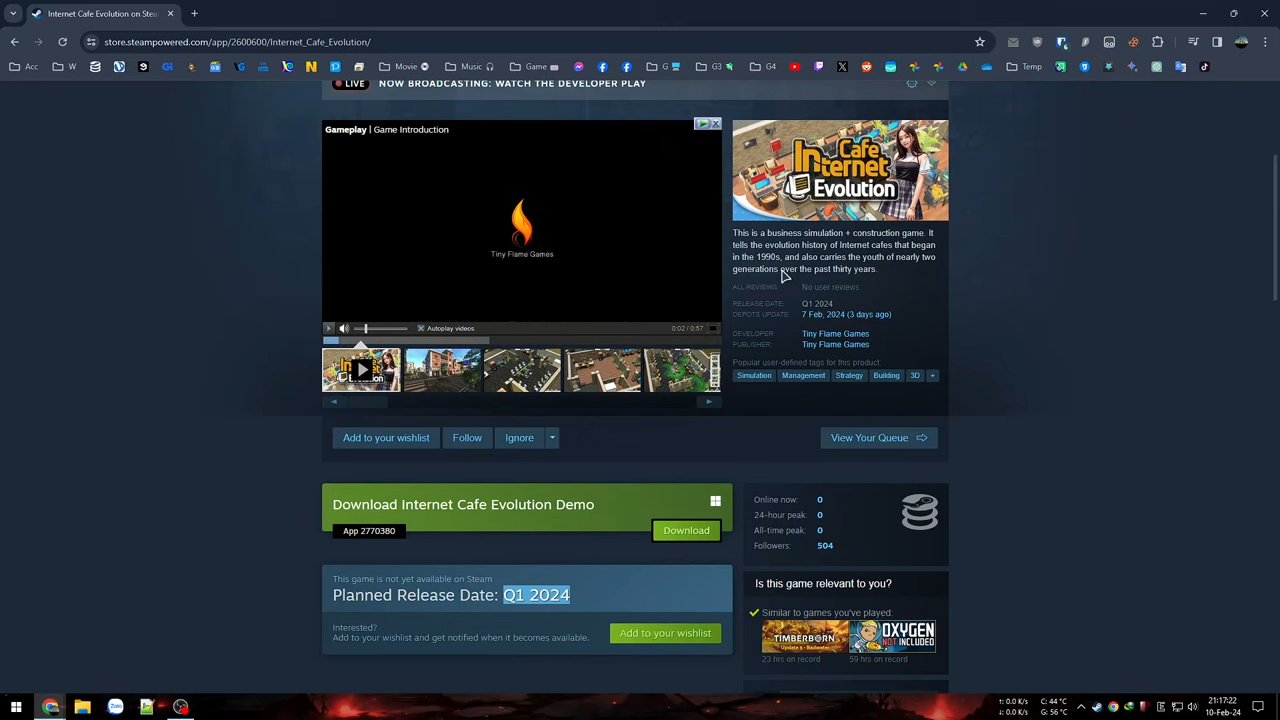 Internet Cafe Evolution on Stea
store.steampowered.com/app/2600600/Internet_Cafe_Evolution/
Acc
W
Movie
Music
Game
G
G3
G4
Temp
LIVE
NOW BROADCASTING: WATCH THE DEVELOPER PLAY
Gameplay | Game Introduction
Tiny Flame Games
Autoplay videos
0:02 / 0:57
Internet Cafe Evolution
This is a business simulation + construction game. It
tells the evolution history of Internet cafes that began
in the 1990s, and also carries the youth of nearly two
generations over the past thirty years.
ALL REVIEWS: No user reviews
RELEASE DATE: Q1 2024
DEPOTS UPDATE: 7 Feb, 2024 (3 days ago)
DEVELOPER: Tiny Flame Games
PUBLISHER: Tiny Flame Games
Popular user-defined tags for this product:
Simulation Management Strategy Building 3D +
Add to your wishlist
Follow
Ignore
View Your Queue
Download Internet Cafe Evolution Demo
App 2770380
Download
Online now: 0
24-hour peak: 0
All-time peak: 0
Followers: 504
This game is not yet available on Steam
Planned Release Date: Q1 2024
Interested?
Add to your wishlist and get notified when it becomes available.
Add to your wishlist
Is this game relevant to you?
Similar to games you've played:
TIMBERBORN
OXYGEN
NOT INCLUDED
23 hrs on record
59 hrs on record
Zalo
↑: 0.0 K/s
↓: 0.0 K/s
C: 44 °C
G: 56 °C
21:17:22
10-Feb-24